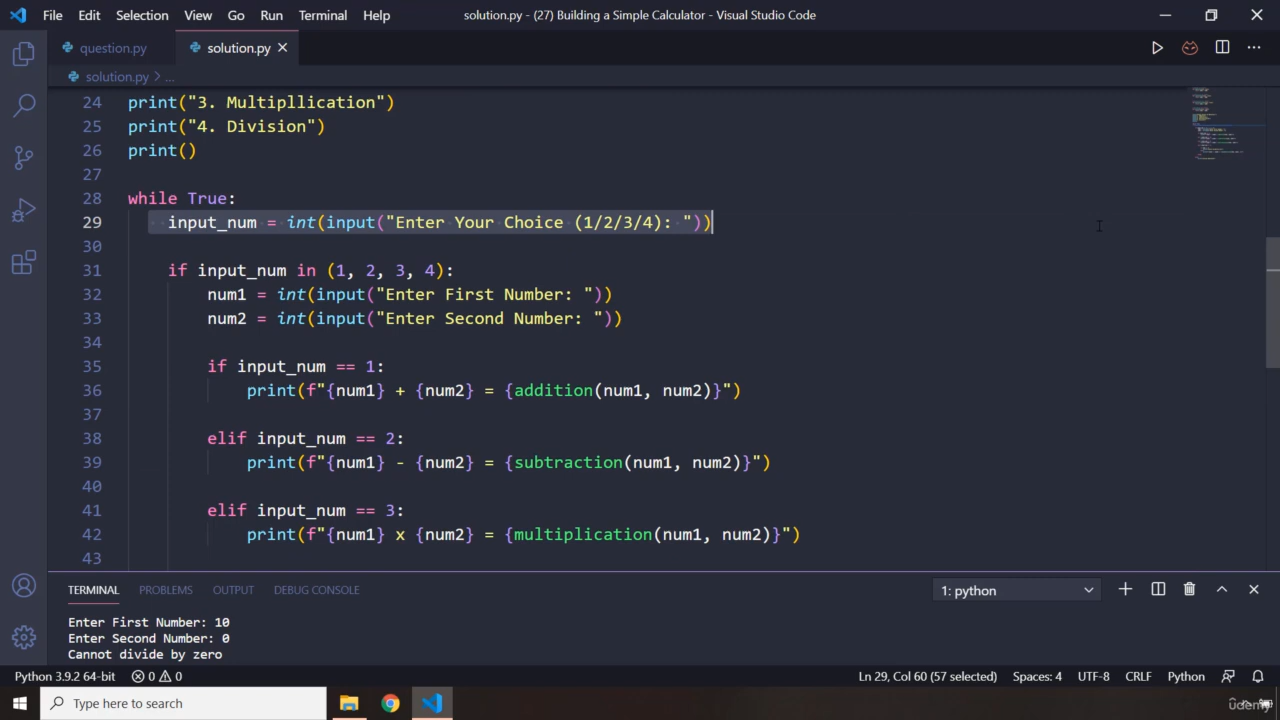 File Edit Selection View Go Run Terminal Help solution.py - (27) Building a Simple Calculator - Visual Studio Code
question.py solution.py
solution.py > ...
24 print("3. Multipllication")
25 print("4. Division")
26 print()
27
28 while True:
29 input_num = int(input("Enter Your Choice (1/2/3/4): "))
30
31 if input_num in (1, 2, 3, 4):
32 num1 = int(input("Enter First Number: "))
33 num2 = int(input("Enter Second Number: "))
34
35 if input_num == 1:
36 print(f"{num1} + {num2} = {addition(num1, num2)}")
37
38 elif input_num == 2:
39 print(f"{num1} - {num2} = {subtraction(num1, num2)}")
40
41 elif input_num == 3:
42 print(f"{num1} x {num2} = {multiplication(num1, num2)}")
43
TERMINAL PROBLEMS OUTPUT DEBUG CONSOLE 1: python
Enter First Number: 10
Enter Second Number: 0
Cannot divide by zero
Python 3.9.2 64-bit 0 0 Ln 29, Col 60 (57 selected) Spaces: 4 UTF-8 CRLF Python
Type here to search